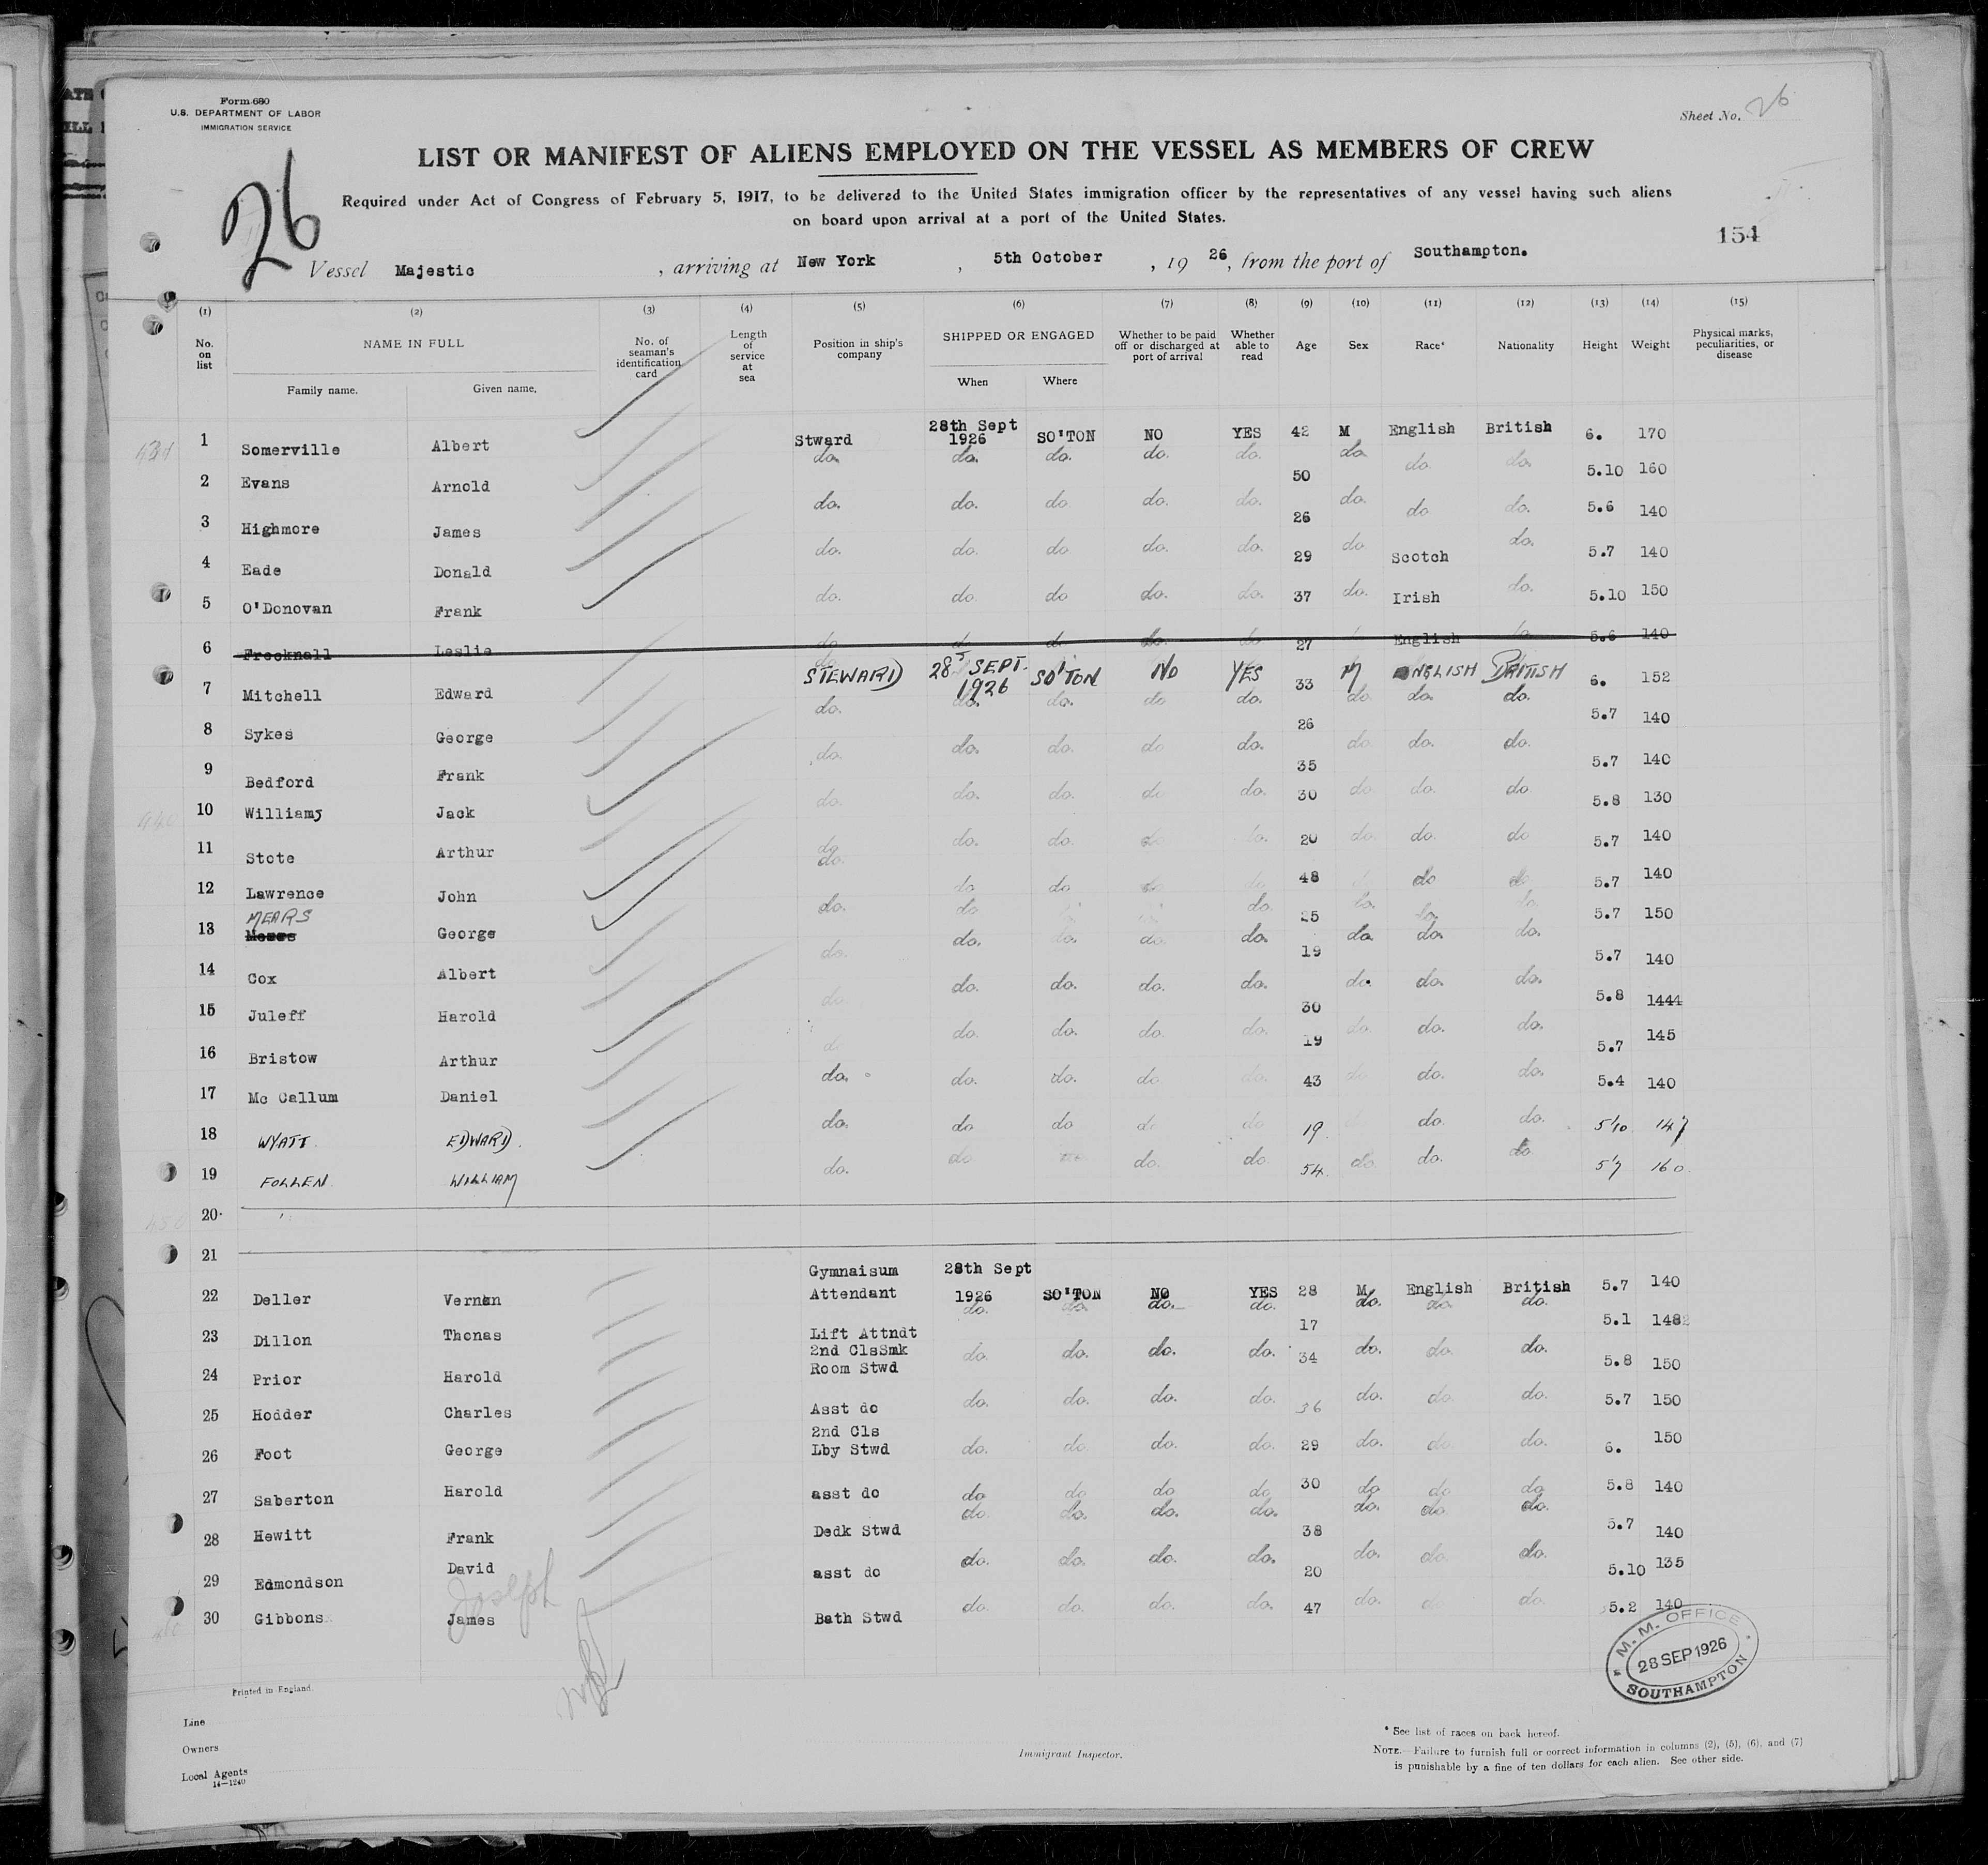 Form 680
U.S. DEPARTMENT OF LABOR
IMMIGRATION SERVICE
Sheet No. 26
LIST OR MANIFEST OF ALIENS EMPLOYED ON THE VESSEL AS MEMBERS OF CREW
Required under Act of Congress of February 5, 1917, to be delivered to the United States immigration officer by the representatives of any vessel having such aliens
on board upon arrival at a port of the United States.
26
154
Vessel Majestic , arriving at New York , 5th October , 19 26, from the port of Southampton.
(1) (2) (3) (4) (5) (6) (7) (8) (9) (10) (11) (12) (13) (14) (15)
No. on list NAME IN FULL Family name. Given name. No. of seaman's identification card Length of service at sea Position in ship's company SHIPPED OR ENGAGED When Where Whether to be paid off or discharged at port of arrival Whether able to read Age Sex Race* Nationality Height Weight Physical marks, peculiarities, or disease
1 Somerville Albert Stward 28th Sept 1926 SO'TON NO YES 42 M English British 6. 170
2 Evans Arnold do. do. do. do. do. 50 do. do do. 5.10 160
3 Highmore James do. do. do do. do. 26 do. do do. 5.6 140
4 Eade Donald do. do. do do. do. 29 do Scotch do. 5.7 140
5 O'Donovan Frank do. do. do do. do. 37 do. Irish do. 5.10 150
6 Frecknall Leslie do do do do do 27 English do 5.6 140
7 Mitchell Edward STEWARD 28 SEPT. 1926 SO'TON NO YES 33 M ENGLISH BRITISH 6. 152
8 Sykes George do. do. do. do do. 26 do. do. do. 5.7 140
9 Bedford Frank do. do. do. do do. 35 do do. do. 5.7 140
10 Williams Jack do. do. do. do do. 30 do do. do 5.8 130
11 Stote Arthur do do. do. do do. 20 do. do. do 5.7 140
12 Lawrence John do. do do do do 48 do do do 5.7 140
13 MEARS George do. do do. 25 do. do. do. 5.7 150
14 Cox Albert do. do. do. do. do. 19 do. do. do. 5.7 140
15 Juleff Harold do do. do. do. do. 30 do. do. do. 5.8 1444
16 Bristow Arthur do. do. do. do. do. 19 do. do. do. 5.7 145
17 Mc Callum Daniel do. do. do. do do. 43 do do. do. 5.4 140
18 WYATT EDWARD. do. do do do do 19 do do. 5'10 147
19 FOLLEN WILLIAM do. do. do. do 54 do do. do 5'7 160.
20
21
22 Deller Vernon Gymnaisum Attendant 28th Sept 1926 SO'TON NO YES 28 M English British 5.7 140
23 Dillon Thomas Lift Attndt do. do. do. do. 17 do. do. do. 5.1 148
24 Prior Harold 2nd ClsSmk Room Stwd do. do. do. do. 34 do. do. do. 5.8 150
25 Hodder Charles Asst do do. do. do. do. 36 do. do. do. 5.7 150
26 Foot George 2nd Cls Lby Stwd do. do. do. do. 29 do. do. do. 6. 150
27 Saberton Harold asst do do do do do 30 do do do 5.8 140
28 Hewitt Frank Dedk Stwd do. do. do. do. 38 do. do. do. 5.7 140
29 Edmondson David asst do do. do. do. do. 20 do. do. do. 5.10 135
30 Gibbons James Joseph Bath Stwd do. do. do. do. 47 do. do do. 5.2 140
M. M. OFFICE
28 SEP 1926
SOUTHAMPTON
Printed in England.
Line
Owners
Local Agents
14—1240
Immigrant Inspector.
* See list of races on back hereof.
NOTE.—Failure to furnish full or correct information in columns (2), (5), (6), and (7)
is punishable by a fine of ten dollars for each alien. See other side.